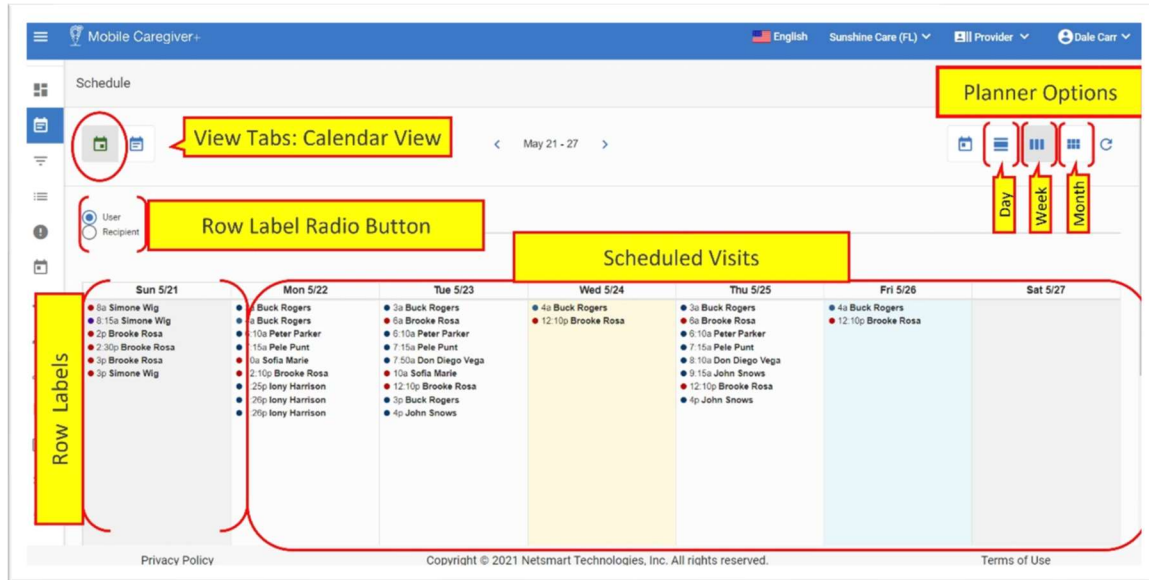 Mobile Caregiver+
English Sunshine Care (FL) Provider Dale Carr
Schedule
Planner Options
View Tabs: Calendar View
May 21 - 27
Day Week Month
User
Recipient
Row Label Radio Button
Scheduled Visits
Row Labels
Sun 5/21
8a Simone Wig
8:15a Simone Wig
2p Brooke Rosa
2:30p Brooke Rosa
3p Brooke Rosa
3p Simone Wig
Mon 5/22
Buck Rogers
Buck Rogers
:10a Peter Parker
:15a Pele Punt
0a Sofia Marie
2:10p Brooke Rosa
:25p Iony Harrison
:26p Iony Harrison
:26p Iony Harrison
Tue 5/23
3a Buck Rogers
6a Brooke Rosa
6:10a Peter Parker
7:15a Pele Punt
7:50a Don Diego Vega
10a Sofia Marie
12:10p Brooke Rosa
3p Buck Rogers
4p John Snows
Wed 5/24
4a Buck Rogers
12:10p Brooke Rosa
Thu 5/25
3a Buck Rogers
6a Brooke Rosa
6:10a Peter Parker
7:15a Pele Punt
8:10a Don Diego Vega
9:15a John Snows
12:10p Brooke Rosa
4p John Snows
Fri 5/26
4a Buck Rogers
12:10p Brooke Rosa
Sat 5/27
Privacy Policy Copyright © 2021 Netsmart Technologies, Inc. All rights reserved. Terms of Use